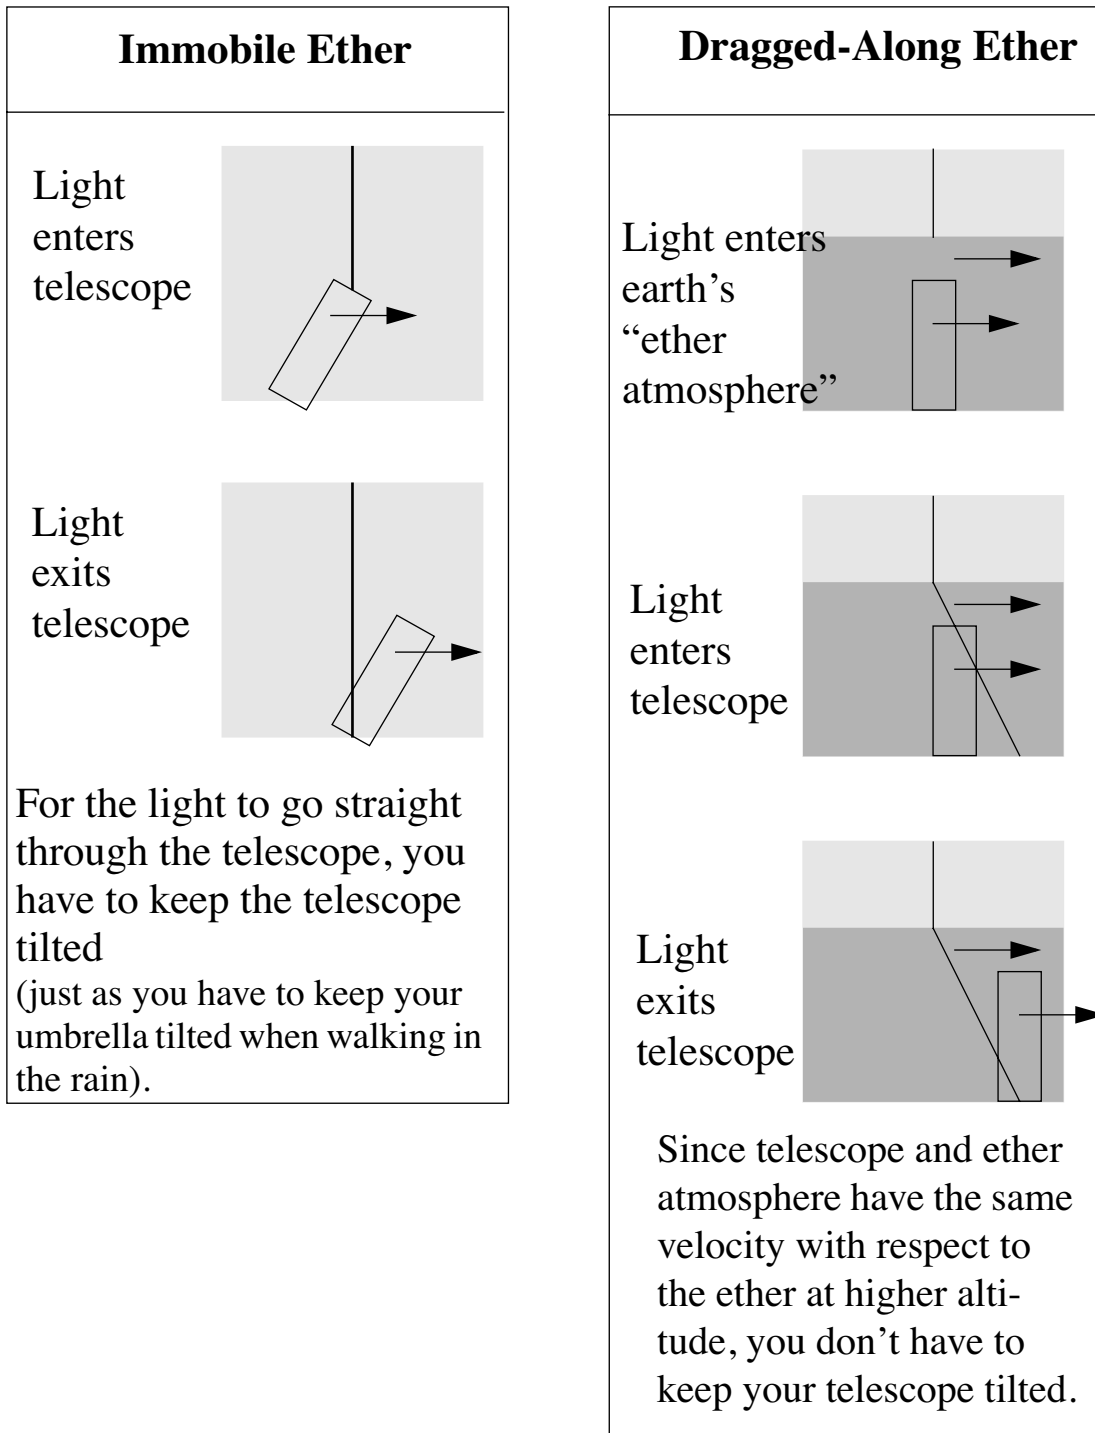 Immobile Ether
Light
enters
telescope
Light
exits
telescope
For the light to go straight
through the telescope, you
have to keep the telescope
tilted
(just as you have to keep your
umbrella tilted when walking in
the rain).
Dragged-Along Ether
Light enters
earth’s
“ether
atmosphere”
Light
enters
telescope
Light
exits
telescope
Since telescope and ether
atmosphere have the same
velocity with respect to
the ether at higher alti-
tude, you don’t have to
keep your telescope tilted.